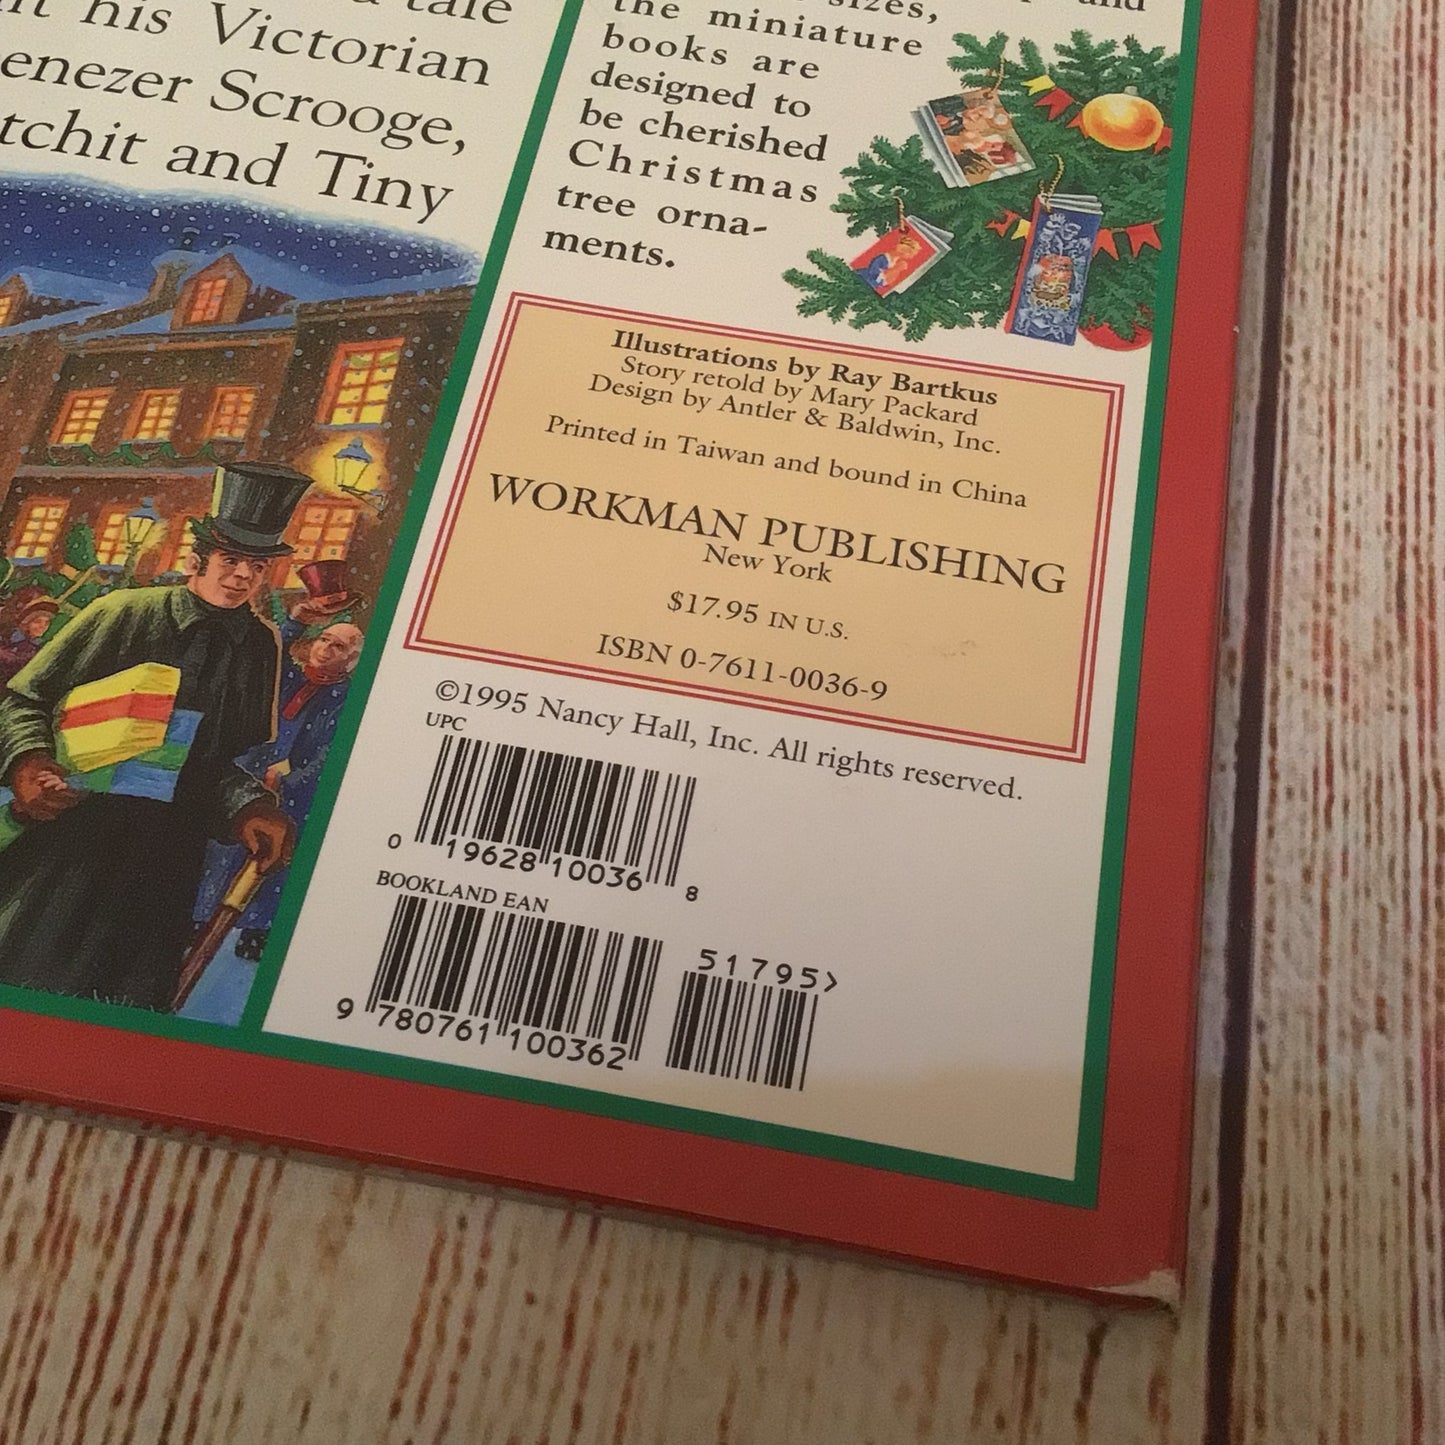 tale
his Victorian
enezer Scrooge,
tchit and Tiny
sizes,
the miniature
books are
designed to
be cherished
Christmas
tree orna-
ments.
Illustrations by Ray Bartkus
Story retold by Mary Packard
Design by Antler & Baldwin, Inc.
Printed in Taiwan and bound in China
WORKMAN PUBLISHING
New York
$17.95 IN U.S.
ISBN 0-7611-0036-9
©1995 Nancy Hall, Inc. All rights reserved.
UPC
0 19628 10036 8
BOOKLAND EAN
51795>
9 780761 100362